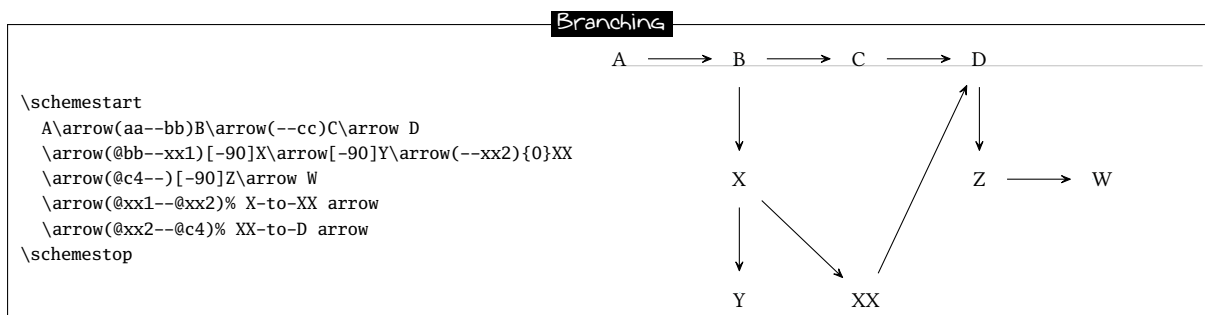 Branching
\schemestart
A\arrow(aa--bb)B\arrow(--cc)C\arrow D
\arrow(@bb--xx1)[-90]X\arrow[-90]Y\arrow(--xx2){0}XX
\arrow(@c4--)[-90]Z\arrow W
\arrow(@xx1--@xx2)% X-to-XX arrow
\arrow(@xx2--@c4)% XX-to-D arrow
\schemestop
A B C D
X Z W
Y XX